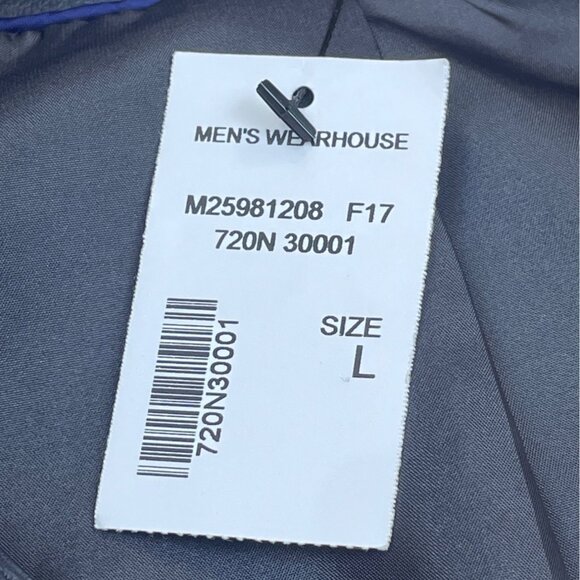 MEN'S WEARHOUSE
M25981208 F17
720N 30001
SIZE
L
720N30001